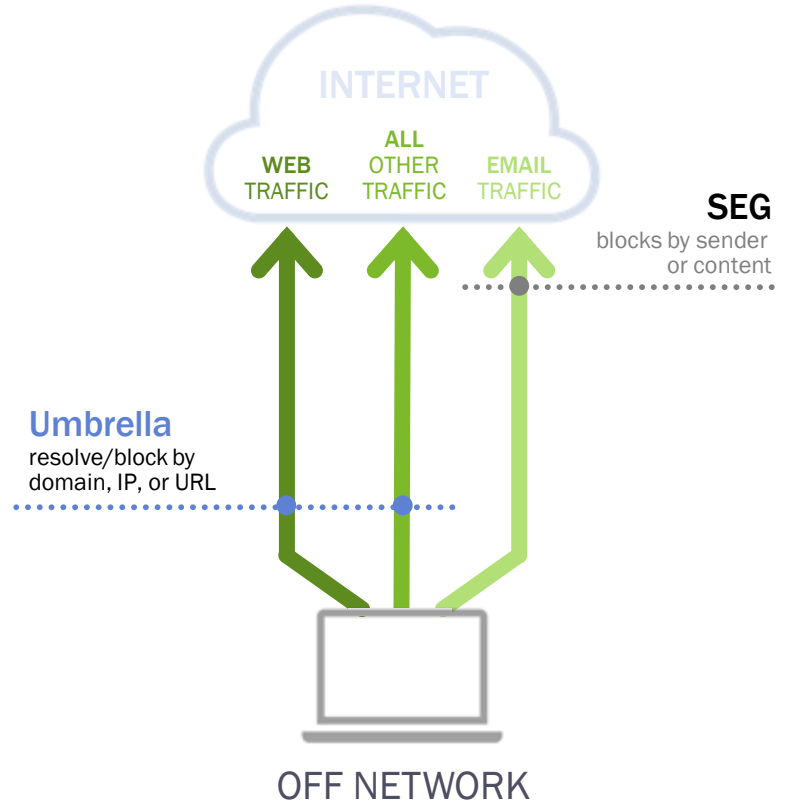 INTERNET
WEB
TRAFFIC
ALL
OTHER
TRAFFIC
EMAIL
TRAFFIC
SEG
blocks by sender
or content
Umbrella
resolve/block by
domain, IP, or URL
OFF NETWORK